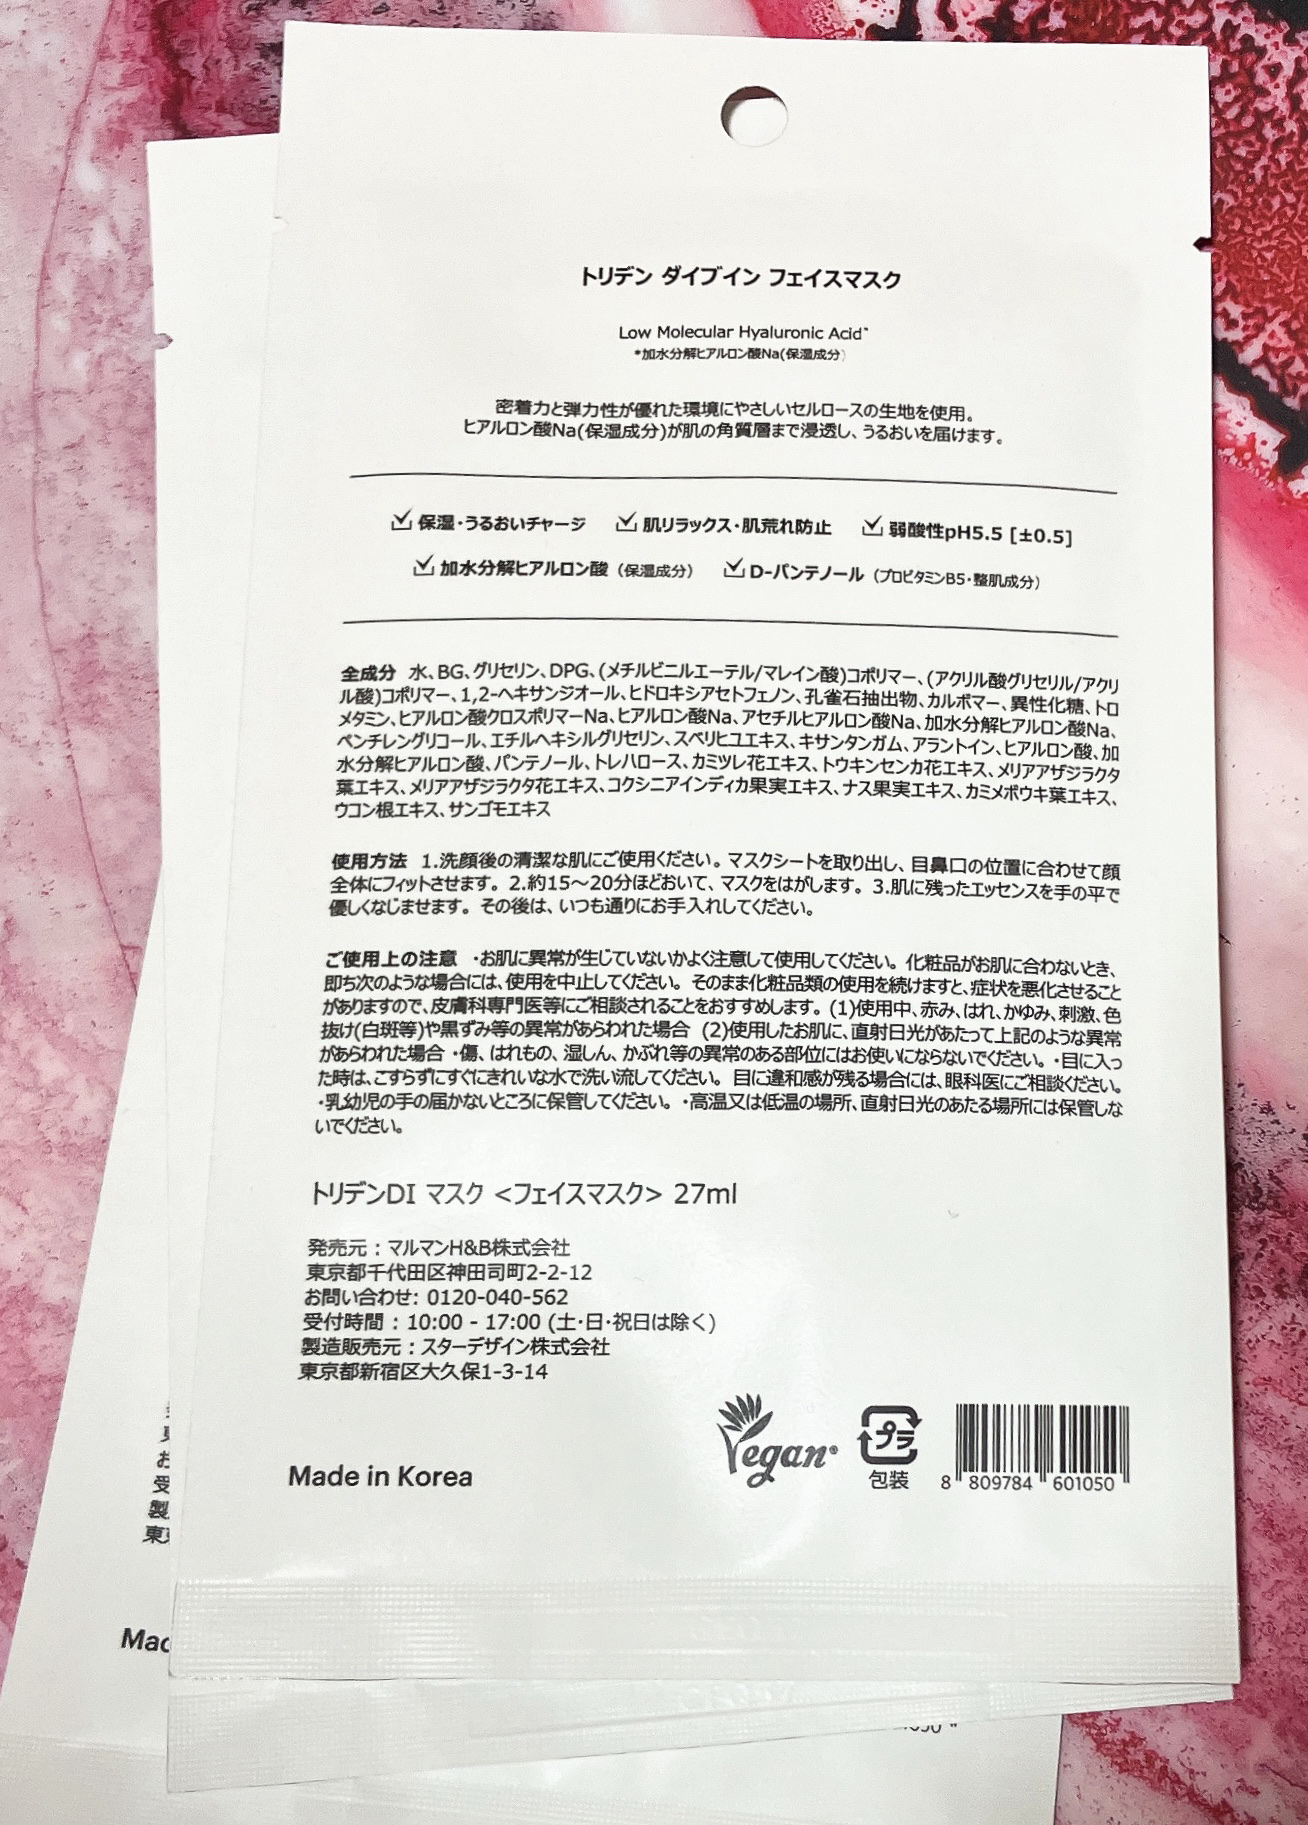 トリデン ダイブイン フェイスマスク
Low Molecular Hyaluronic Acid*
*加水分解ヒアルロン酸Na(保湿成分)
密着力と弾力性が優れた環境にやさしいセルロースの生地を使用。
ヒアルロン酸Na(保湿成分)が肌の角質層まで浸透し、うるおいを届けます。
保湿・うるおいチャージ 肌リラックス・肌荒れ防止 弱酸性pH5.5 [±0.5]
加水分解ヒアルロン酸 (保湿成分) D-パンテノール (プロビタミンB5・整肌成分)
全成分 水、BG、グリセリン、DPG、(メチルビニルエーテル/マレイン酸)コポリマー、(アクリル酸グリセリル/アクリ
ル酸)コポリマー、1,2-ヘキサンジオール、ヒドロキシアセトフェノン、孔雀石抽出物、カルボマー、異性化糖、トロ
メタミン、ヒアルロン酸クロスポリマーNa、ヒアルロン酸Na、アセチルヒアルロン酸Na、加水分解ヒアルロン酸Na、
ペンチレングリコール、エチルヘキシルグリセリン、スベリヒユエキス、キサンタンガム、アラントイン、ヒアルロン酸、加
水分解ヒアルロン酸、パンテノール、トレハロース、カミツレ花エキス、トウキンセンカ花エキス、メリアアザジラクタ
葉エキス、メリアアザジラクタ花エキス、コクシニアインディカ果実エキス、ナス果実エキス、カミメボウキ葉エキス、
ウコン根エキス、サンゴモエキス
使用方法 1.洗顔後の清潔な肌にご使用ください。マスクシートを取り出し、目鼻口の位置に合わせて顔
全体にフィットさせます。2.約15～20分ほどおいて、マスクをはがします。3.肌に残ったエッセンスを手の平で
優しくなじませます。その後は、いつも通りにお手入れしてください。
ご使用上の注意 ・お肌に異常が生じていないかよく注意して使用してください。化粧品がお肌に合わないとき、
即ち次のような場合には、使用を中止してください。そのまま化粧品類の使用を続けますと、症状を悪化させること
がありますので、皮膚科専門医等にご相談されることをおすすめします。(1)使用中、赤み、はれ、かゆみ、刺激、色
抜け(白斑等)や黒ずみ等の異常があらわれた場合 (2)使用したお肌に、直射日光があたって上記のような異常
があらわれた場合 ・傷、はれもの、湿しん、かぶれ等の異常のある部位にはお使いにならないでください。・目に入っ
た時は、こすらずにすぐにきれいな水で洗い流してください。目に違和感が残る場合には、眼科医にご相談ください。
・乳幼児の手の届かないところに保管してください。・高温又は低温の場所、直射日光のあたる場所には保管しな
いでください。
トリデンDI マスク <フェイスマスク> 27ml
発売元 : マルマンH&B株式会社
東京都千代田区神田司町2-2-12
お問い合わせ: 0120-040-562
受付時間 : 10:00 - 17:00 (土・日・祝日は除く)
製造販売元 : スターデザイン株式会社
東京都新宿区大久保1-3-14
Made in Korea
Vegan
プラ
包装
8 809784 601050
お
受
製
東